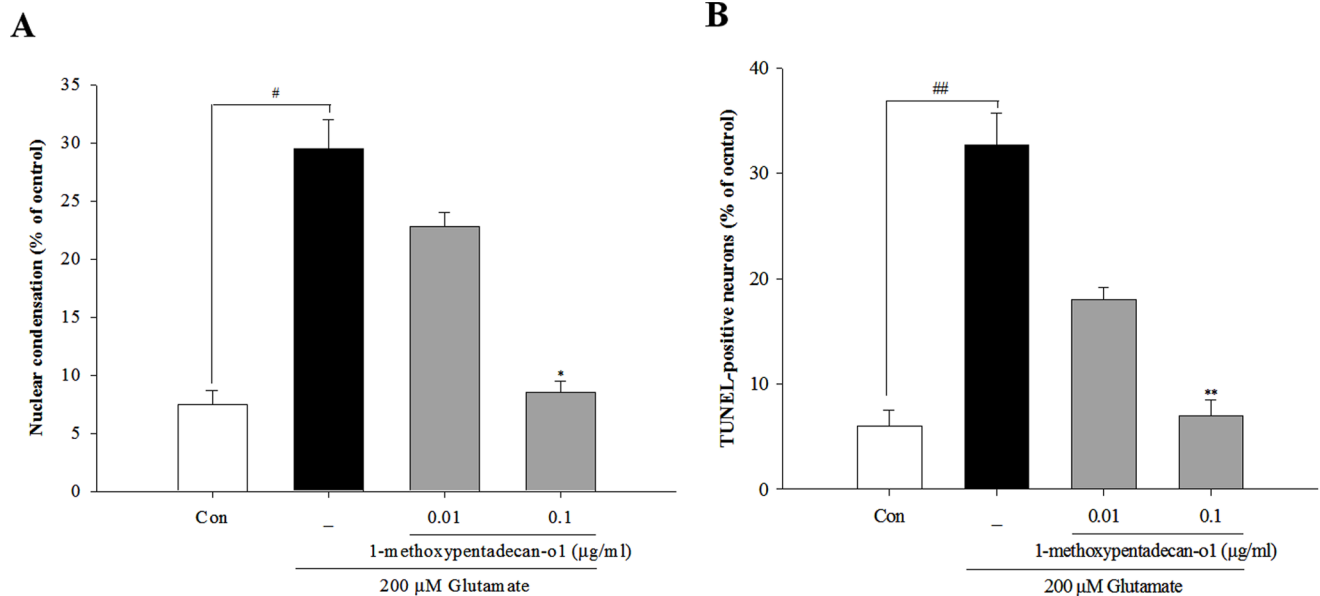 A
Nuclear condensation (% of ocntrol)
35
30
25
20
15
10
5
0
#
*
Con
_
0.01
0.1
1-methoxypentadecan-o1 (µg/ml)
200 µM Glutamate
B
TUNEL-positive neurons (% of ocntrol)
40
30
20
10
0
##
**
Con
_
0.01
0.1
1-methoxypentadecan-o1 (µg/ml)
200 µM Glutamate